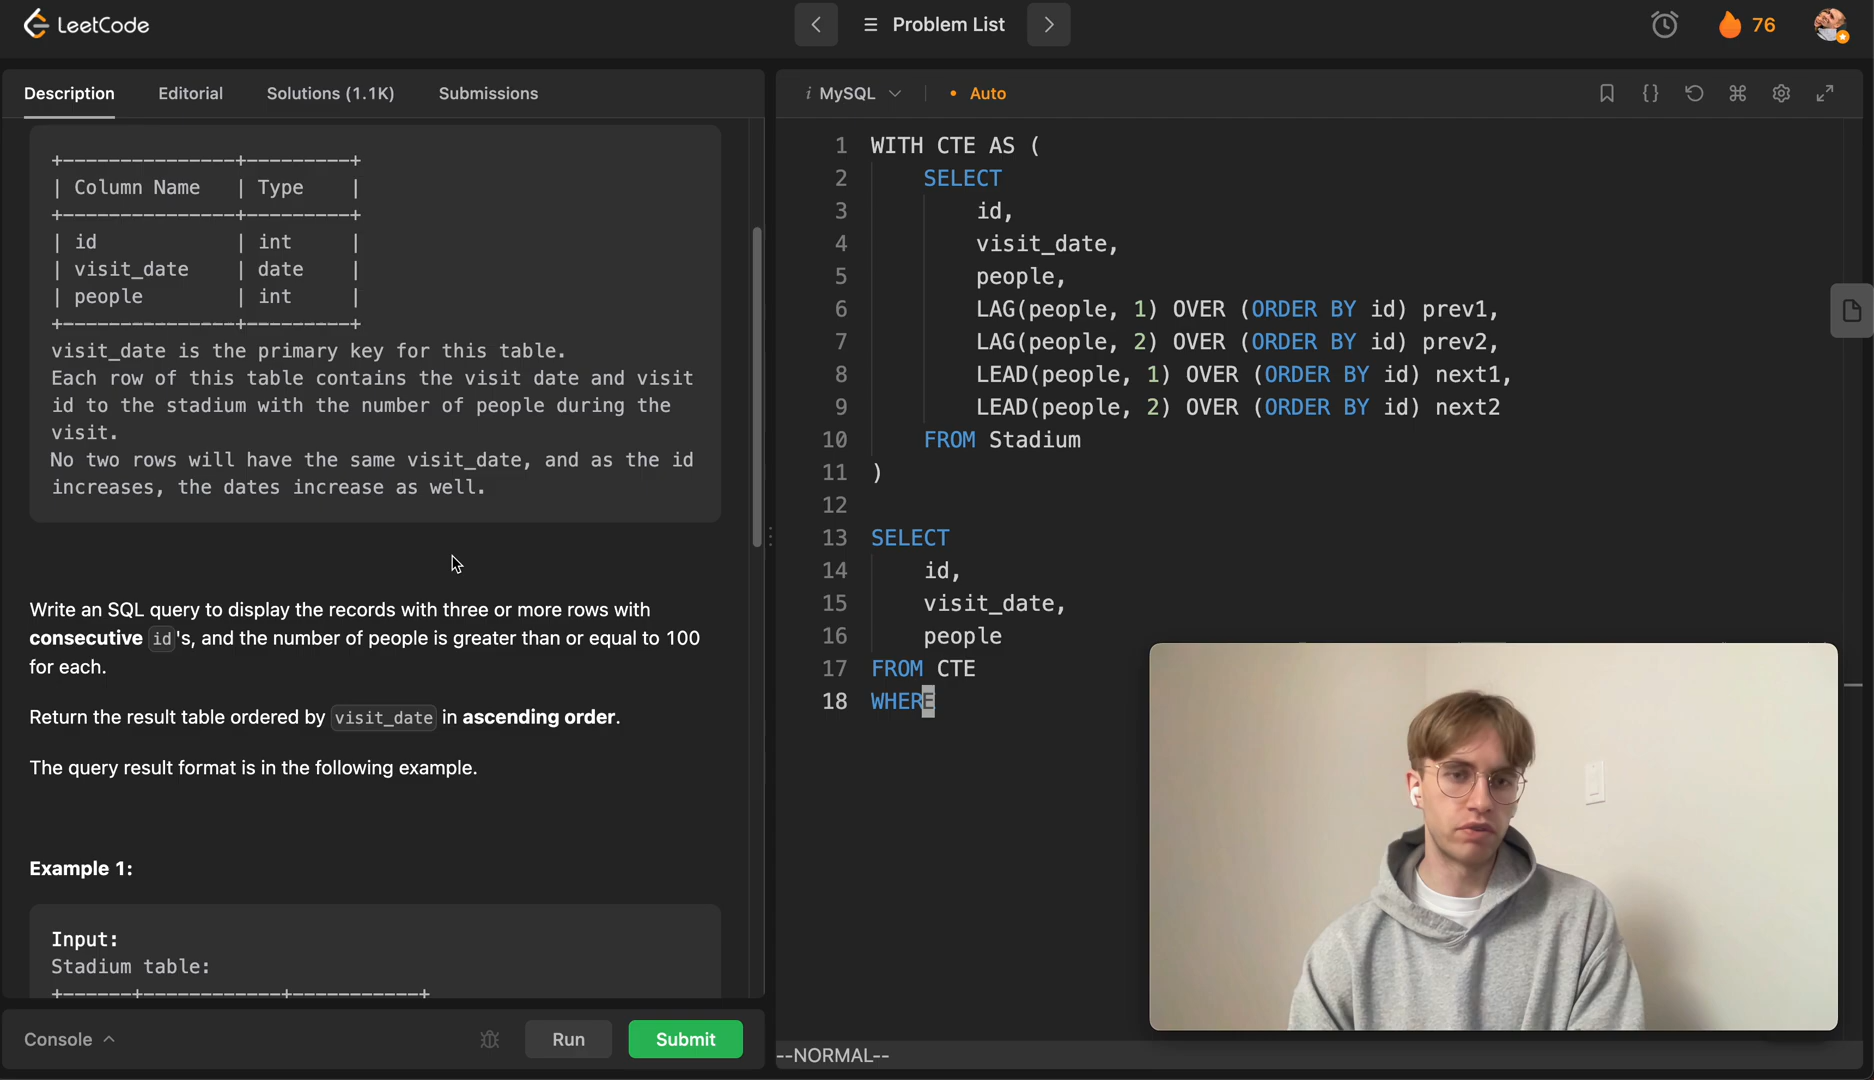 LeetCode
Problem List
76
Description
Editorial
Solutions (1.1K)
Submissions
+---------------+---------+
| Column Name   | Type    |
+---------------+---------+
| id            | int     |
| visit_date    | date    |
| people        | int     |
+---------------+---------+
visit_date is the primary key for this table.
Each row of this table contains the visit date and visit
id to the stadium with the number of people during the
visit.
No two rows will have the same visit_date, and as the id
increases, the dates increase as well.
Write an SQL query to display the records with three or more rows with
consecutive id's, and the number of people is greater than or equal to 100
for each.
Return the result table ordered by visit_date in ascending order.
The query result format is in the following example.
Example 1:
Input:
Stadium table:
+------+------------+-----------+
Console
Run
Submit
i MySQL
• Auto
{}
1 WITH CTE AS (
2     SELECT
3         id,
4         visit_date,
5         people,
6         LAG(people, 1) OVER (ORDER BY id) prev1,
7         LAG(people, 2) OVER (ORDER BY id) prev2,
8         LEAD(people, 1) OVER (ORDER BY id) next1,
9         LEAD(people, 2) OVER (ORDER BY id) next2
10     FROM Stadium
11 )
12
13 SELECT
14     id,
15     visit_date,
16     people
17 FROM CTE
18 WHERE
--NORMAL--